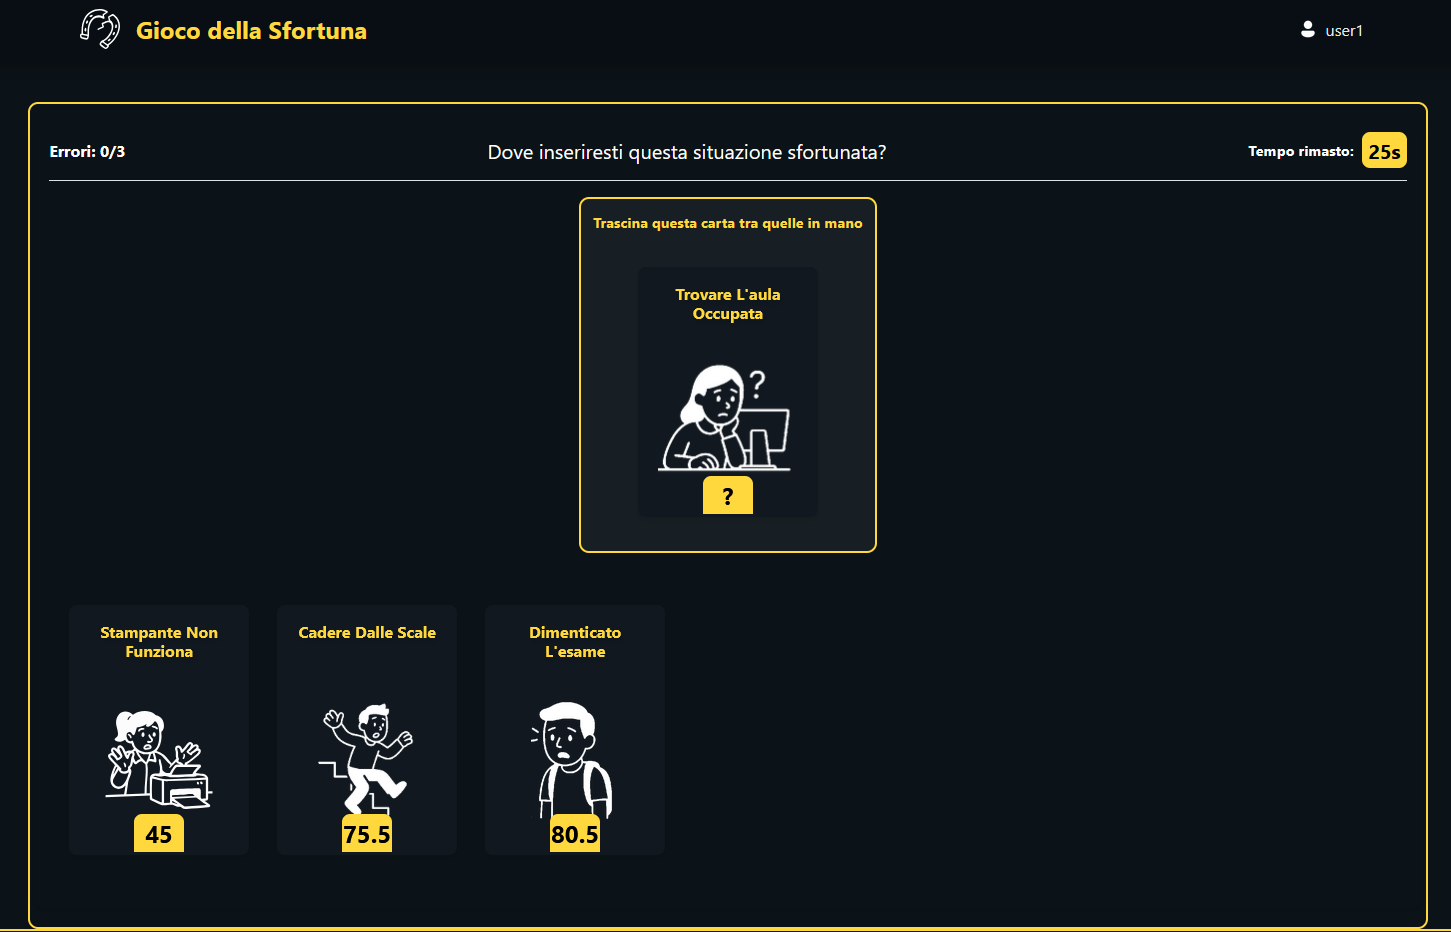 Gioco della Sfortuna
user1
Errori: 0/3
Dove inseriresti questa situazione sfortunata?
Tempo rimasto: 25s
Trascina questa carta tra quelle in mano
Trovare L'aula
Occupata
?
?
Stampante Non
Funziona
45
Cadere Dalle Scale
75.5
Dimenticato
L'esame
80.5